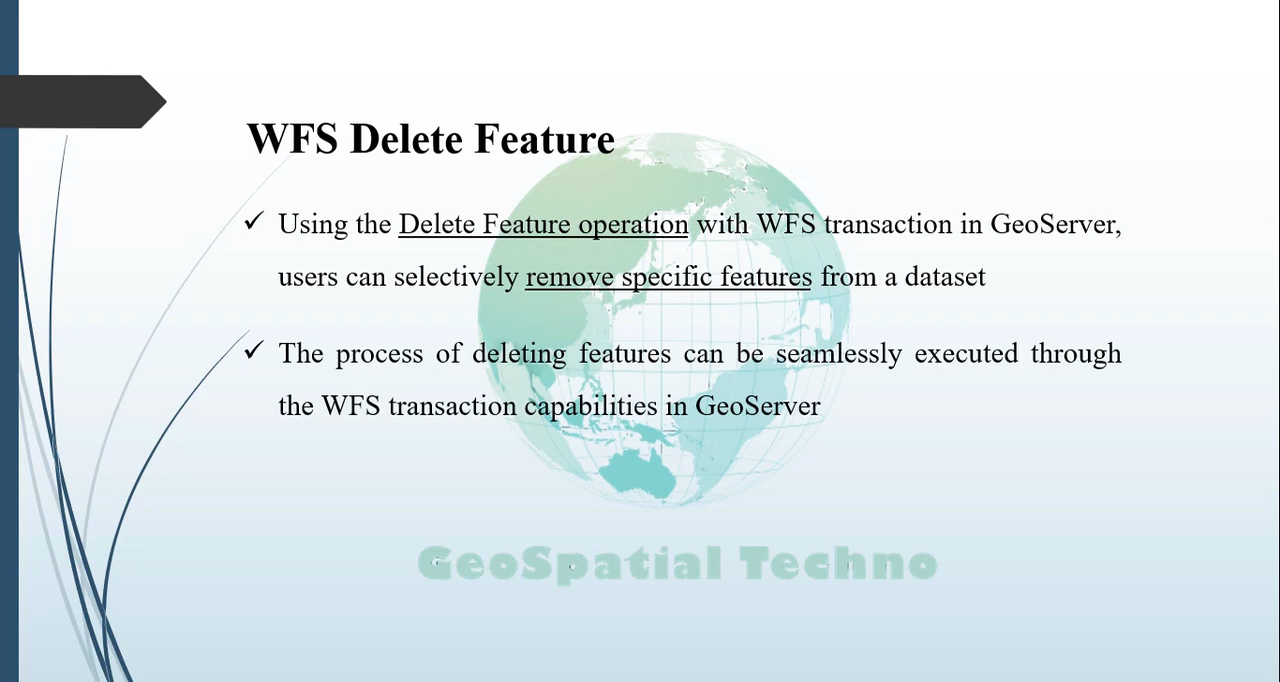 WFS Delete Feature
✓ Using the Delete Feature operation with WFS transaction in GeoServer,
users can selectively remove specific features from a dataset
✓ The process of deleting features can be seamlessly executed through
the WFS transaction capabilities in GeoServer
GeoSpatial Techno